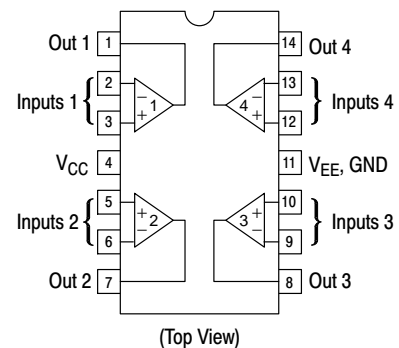 Out 1 1 14 Out 4
2 − 1 − 13
Inputs 1 { + 4 + } Inputs 4
3 12
VCC 4 11 VEE, GND
5 + 2 + 10
Inputs 2 { − 3 − } Inputs 3
6 9
Out 2 7 8 Out 3
(Top View)